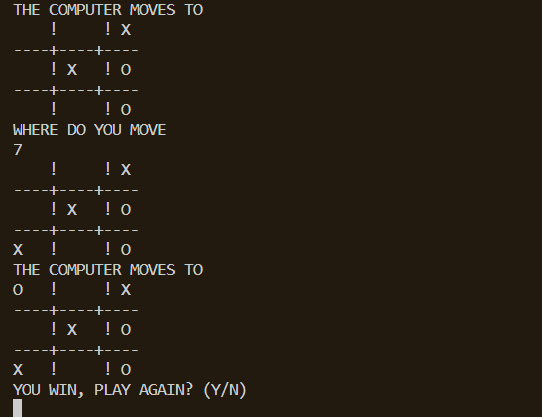 THE COMPUTER MOVES TO
    !     ! X
----+----+----
    ! X   ! O
----+----+----
    !     ! O
WHERE DO YOU MOVE
7
    !     ! X
----+----+----
    ! X   ! O
----+----+----
X   !     ! O
THE COMPUTER MOVES TO
O   !     ! X
----+----+----
    ! X   ! O
----+----+----
X   !     ! O
YOU WIN, PLAY AGAIN? (Y/N)